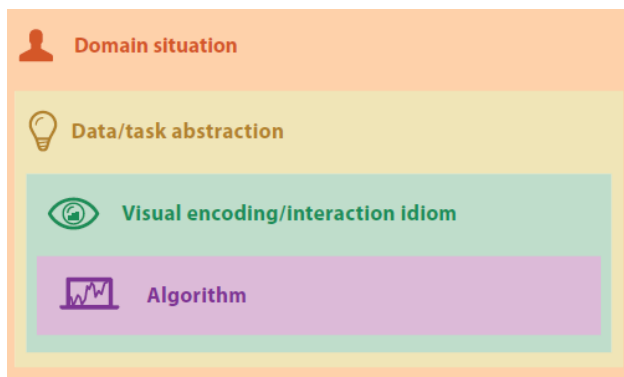 Domain situation
Data/task abstraction
Visual encoding/interaction idiom
Algorithm